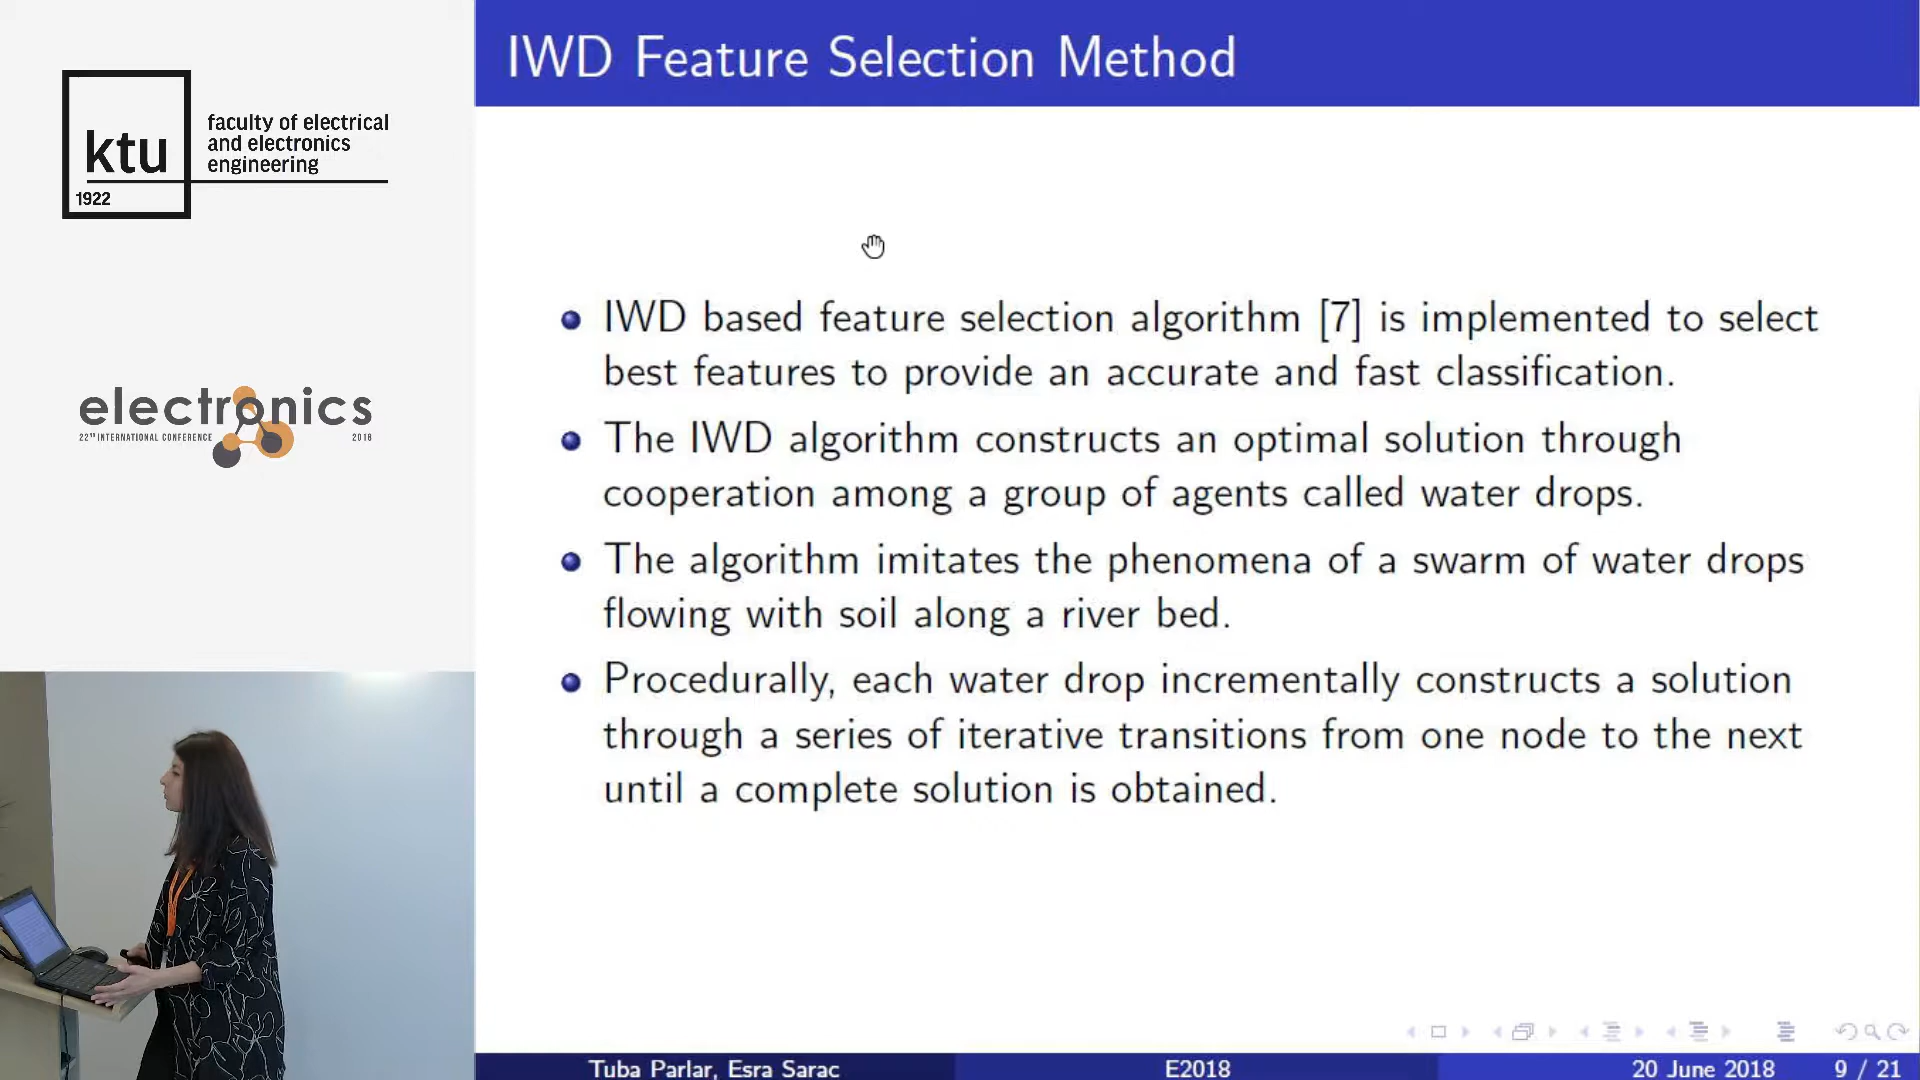 IWD Feature Selection Method
ktu
1922
faculty of electrical
and electronics
engineering
electronics
22ND INTERNATIONAL CONFERENCE 2018
IWD based feature selection algorithm [7] is implemented to select
best features to provide an accurate and fast classification.
The IWD algorithm constructs an optimal solution through
cooperation among a group of agents called water drops.
The algorithm imitates the phenomena of a swarm of water drops
flowing with soil along a river bed.
Procedurally, each water drop incrementally constructs a solution
through a series of iterative transitions from one node to the next
until a complete solution is obtained.
Tuba Parlar, Esra Sarac E2018 20 June 2018 9 / 21